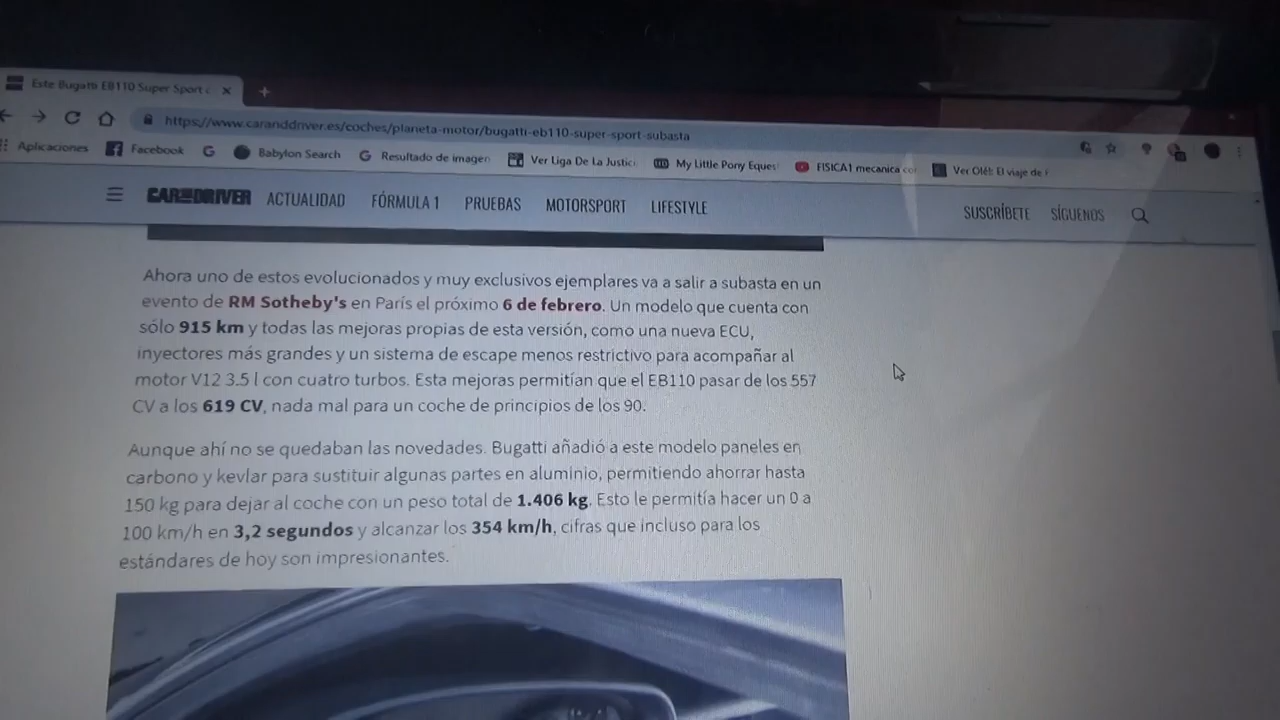 Este Bugatti EB110 Super Sport
https://www.caranddriver.es/coches/planeta-motor/bugatti-eb110-super-sport-subasta
Aplicaciones Facebook Babylon Search Resultado de imagen Ver Liga De La Justici My Little Pony Eques FISICA1 mecanica co Ver Olé!: El viaje de
CAR AND DRIVER ACTUALIDAD FÓRMULA 1 PRUEBAS MOTORSPORT LIFESTYLE SUSCRÍBETE SÍGUENOS
Ahora uno de estos evolucionados y muy exclusivos ejemplares va a salir a subasta en un
evento de RM Sotheby's en París el próximo 6 de febrero. Un modelo que cuenta con
sólo 915 km y todas las mejoras propias de esta versión, como una nueva ECU,
inyectores más grandes y un sistema de escape menos restrictivo para acompañar al
motor V12 3.5 l con cuatro turbos. Esta mejoras permitían que el EB110 pasar de los 557
CV a los 619 CV, nada mal para un coche de principios de los 90.
Aunque ahí no se quedaban las novedades. Bugatti añadió a este modelo paneles en
carbono y kevlar para sustituir algunas partes en aluminio, permitiendo ahorrar hasta
150 kg para dejar al coche con un peso total de 1.406 kg. Esto le permitía hacer un 0 a
100 km/h en 3,2 segundos y alcanzar los 354 km/h, cifras que incluso para los
estándares de hoy son impresionantes.